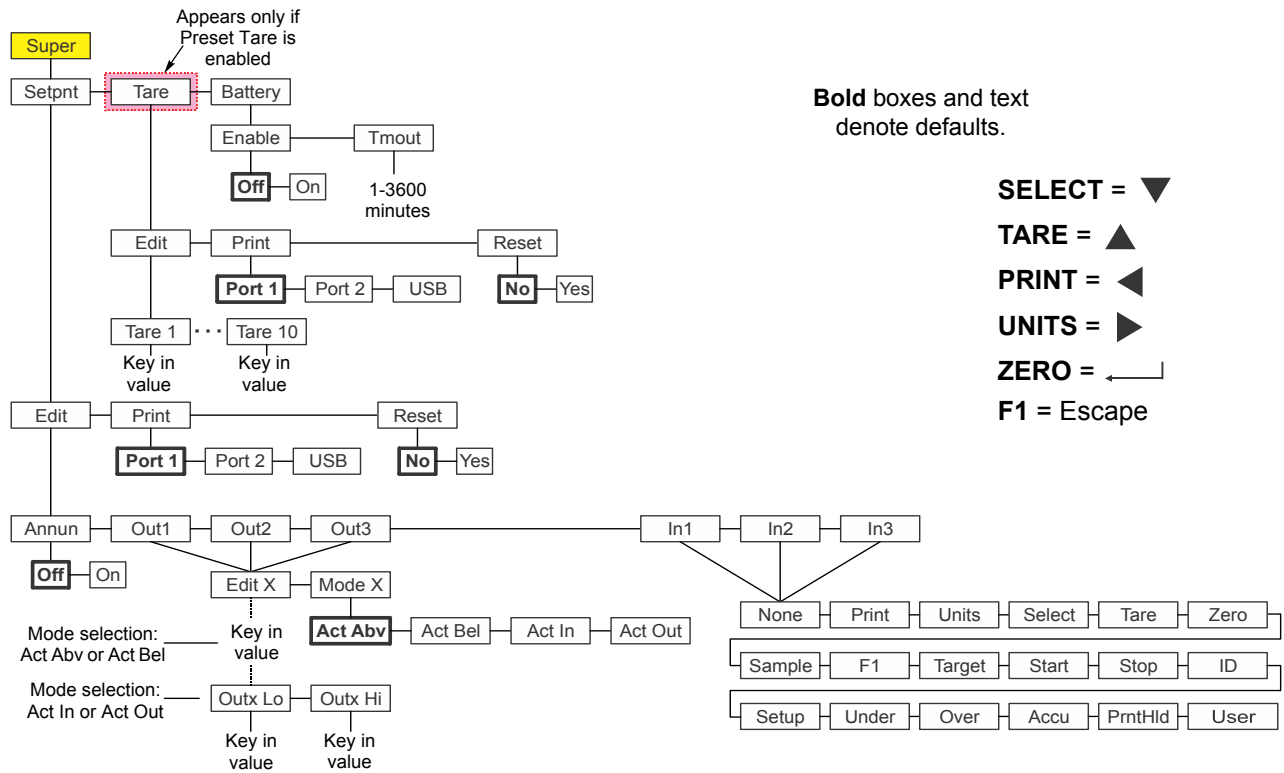 Appears only if
Preset Tare is
enabled
Super
Setpnt Tare Battery
Bold boxes and text
denote defaults.
Enable Tmout
Off On 1-3600
minutes
SELECT =
TARE =
PRINT =
UNITS =
ZERO =
F1 = Escape
Edit Print Reset
Port 1 Port 2 USB No Yes
Tare 1 ... Tare 10
Key in
value
Key in
value
Edit Print Reset
Port 1 Port 2 USB No Yes
Annun Out1 Out2 Out3 In1 In2 In3
Off On
Edit X Mode X
Mode selection:
Act Abv or Act Bel
Key in
value
Act Abv Act Bel Act In Act Out
Mode selection:
Act In or Act Out
Outx Lo Outx Hi
Key in
value
Key in
value
None Print Units Select Tare Zero
Sample F1 Target Start Stop ID
Setup Under Over Accu PrntHld User